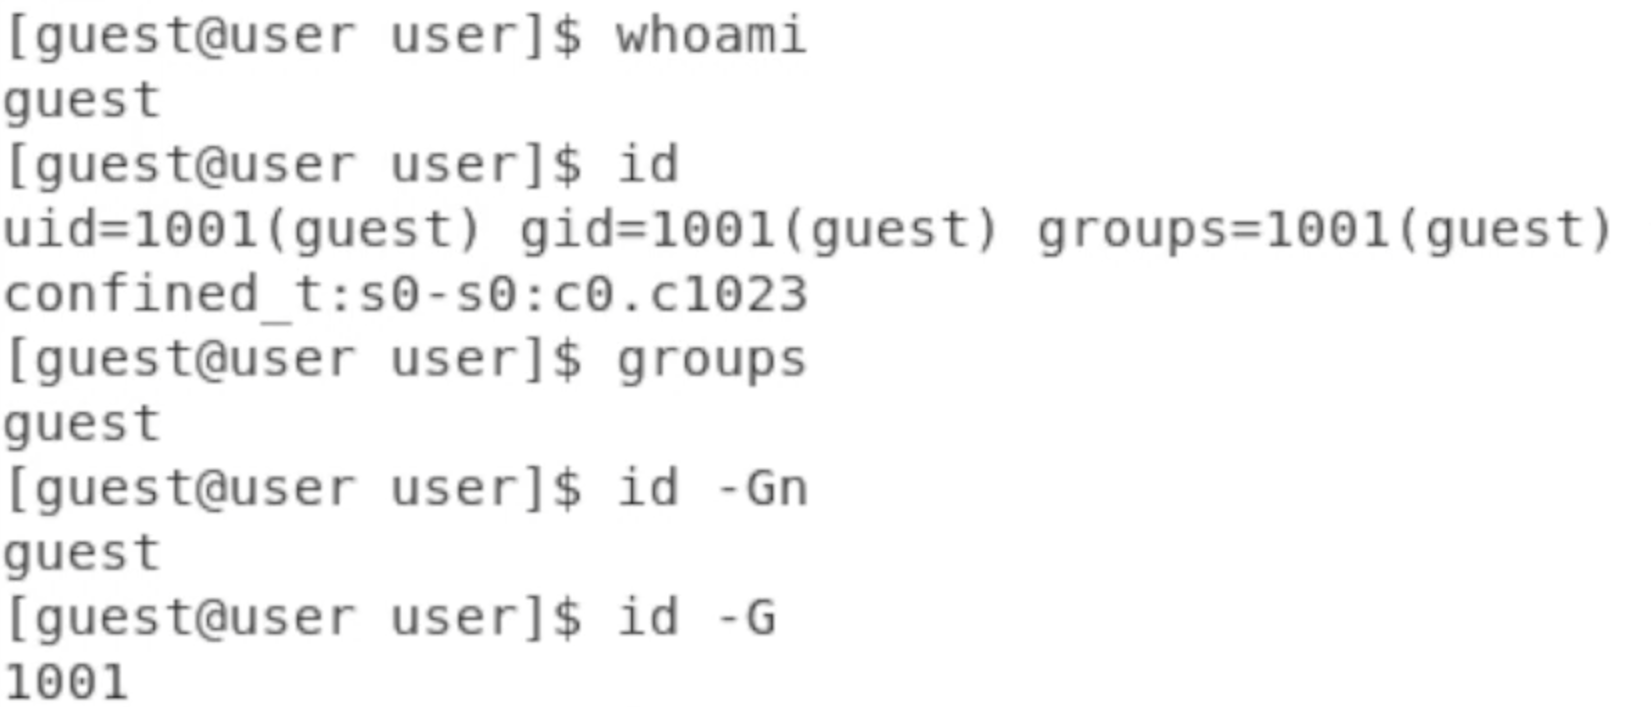 [guest@user user]$ whoami
guest
[guest@user user]$ id
uid=1001(guest) gid=1001(guest) groups=1001(guest)
confined_t:s0-s0:c0.c1023
[guest@user user]$ groups
guest
[guest@user user]$ id -Gn
guest
[guest@user user]$ id -G
1001